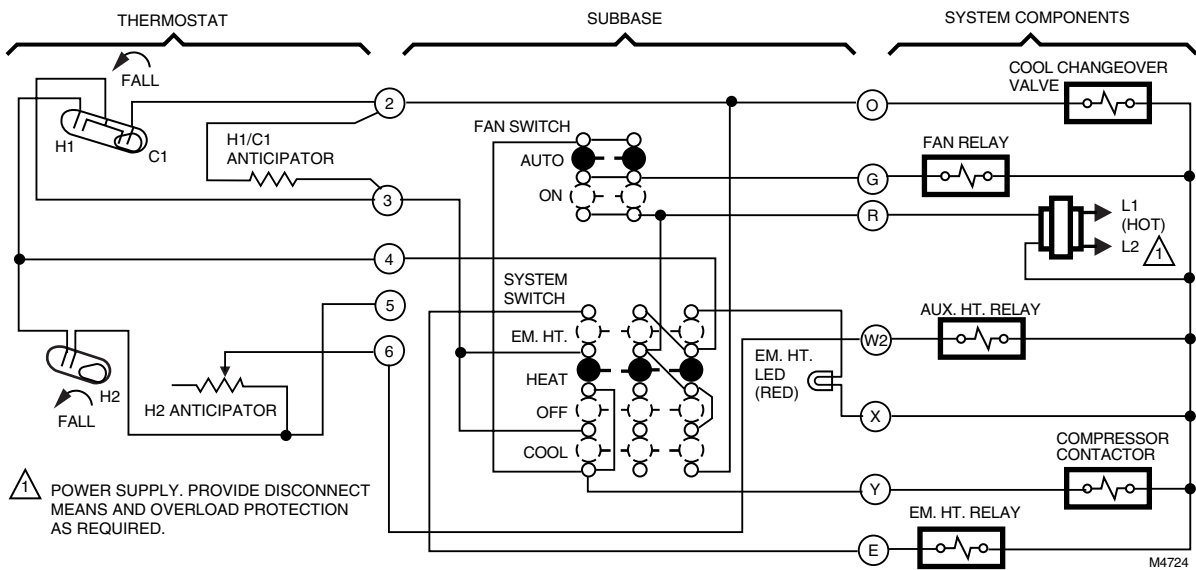 THERMOSTAT
SUBBASE
SYSTEM COMPONENTS
FALL
H1
C1
H1/C1
ANTICIPATOR
2
3
4
5
6
H2
FALL
H2 ANTICIPATOR
1
POWER SUPPLY. PROVIDE DISCONNECT
MEANS AND OVERLOAD PROTECTION
AS REQUIRED.
FAN SWITCH
AUTO
ON
SYSTEM
SWITCH
EM. HT.
HEAT
OFF
COOL
EM. HT.
LED
(RED)
O
G
R
W2
X
Y
E
COOL CHANGEOVER
VALVE
FAN RELAY
L1
(HOT)
L2
1
AUX. HT. RELAY
COMPRESSOR
CONTACTOR
EM. HT. RELAY
M4724